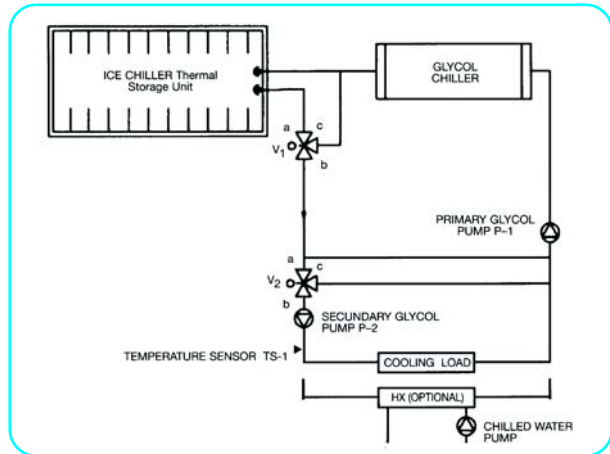 ICE CHILLER Thermal
Storage Unit
GLYCOL
CHILLER
a
c
V1
b
PRIMARY GLYCOL
PUMP P-1
a
c
V2
b
SECUNDARY GLYCOL
PUMP P-2
TEMPERATURE SENSOR TS-1
COOLING LOAD
HX (OPTIONAL)
CHILLED WATER
PUMP